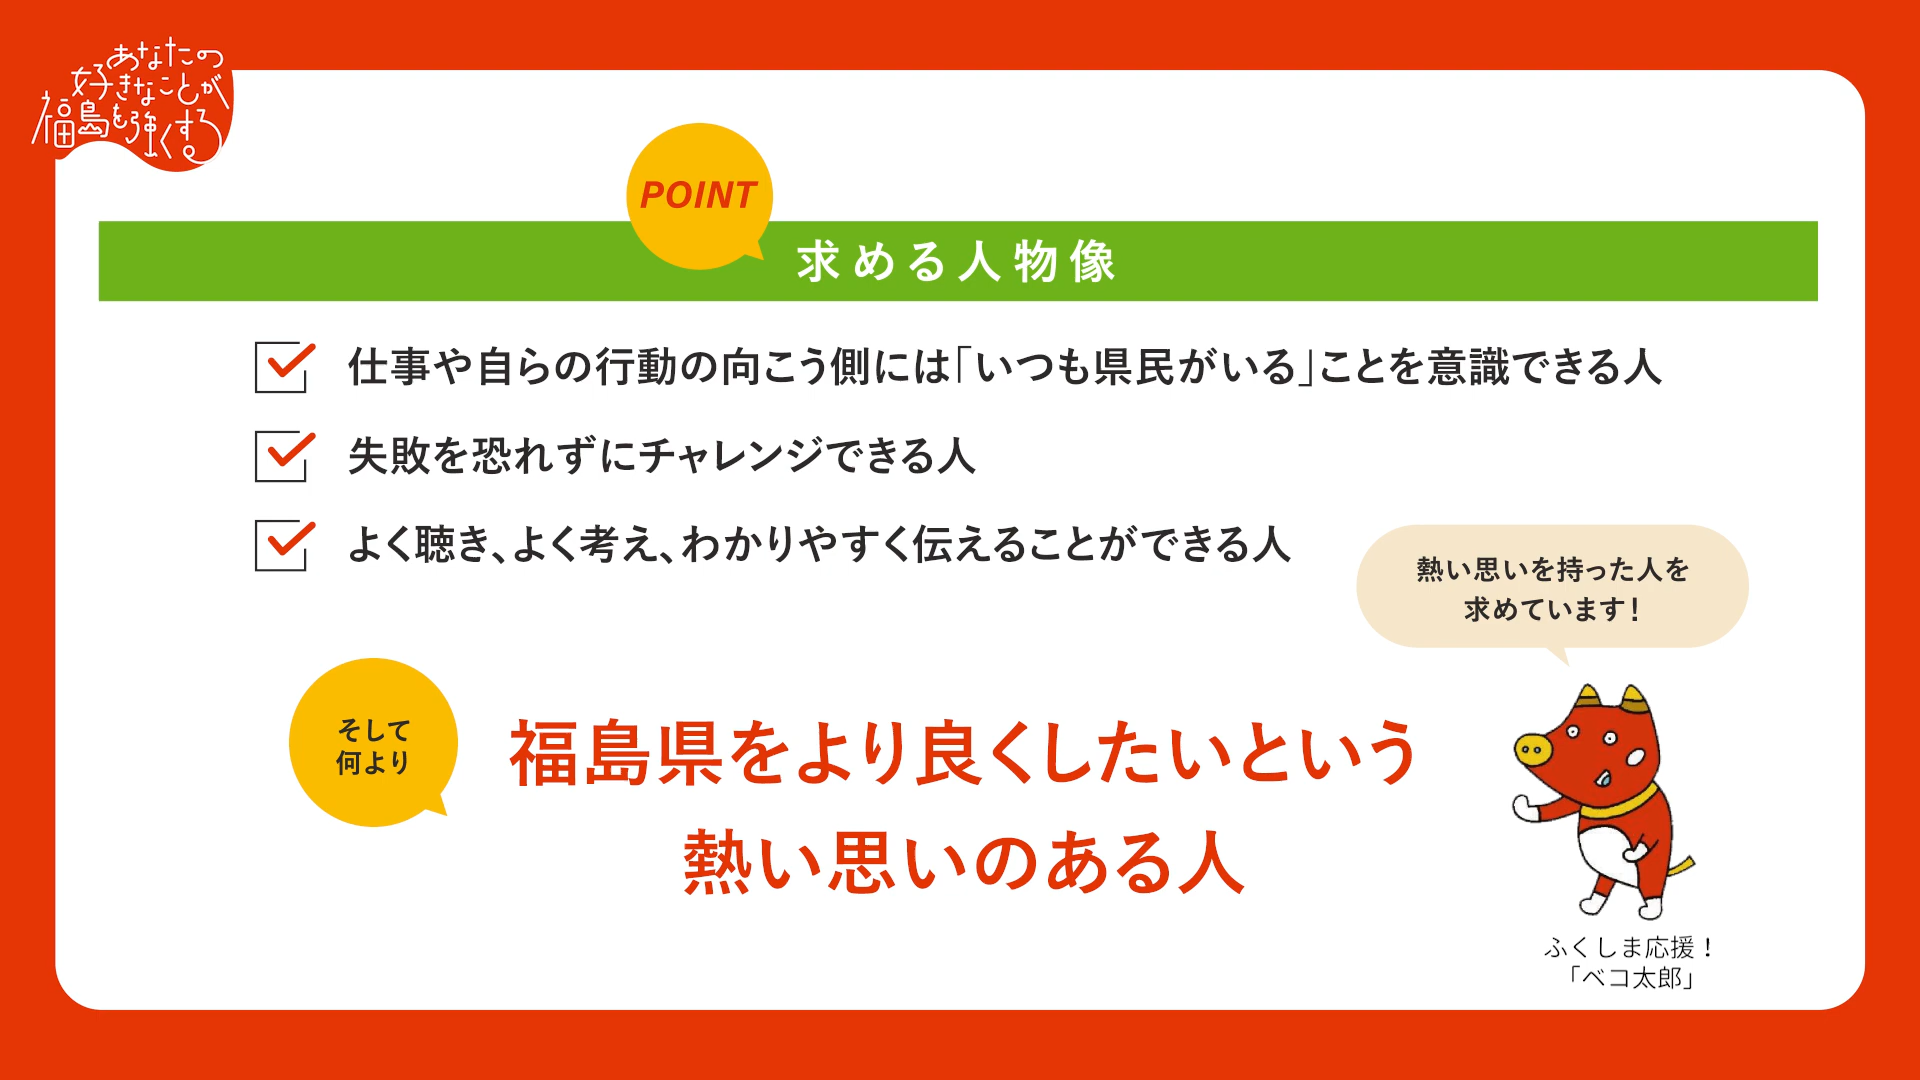 あなたの
好きなことが
福島を強くする
POINT
求める人物像
仕事や自らの行動の向こう側には「いつも県民がいる」ことを意識できる人
失敗を恐れずにチャレンジできる人
よく聴き、よく考え、わかりやすく伝えることができる人
熱い思いを持った人を
求めています！
そして
何より
福島県をより良くしたいという
熱い思いのある人
ふくしま応援！
「ベコ太郎」